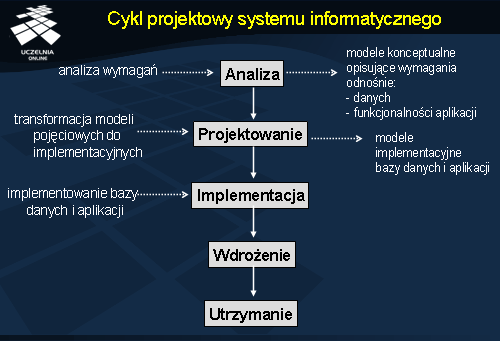 Cykl projektowy systemu informatycznego
UCZELNIA
ONLINE
analiza wymagań
Analiza
modele konceptualne
opisujące wymagania
odnośnie:
- danych
- funkcjonalności aplikacji
transformacja modeli
pojęciowych do
implementacyjnych
Projektowanie
modele
implementacyjne
bazy danych i aplikacji
implementowanie bazy
danych i aplikacji
Implementacja
Wdrożenie
Utrzymanie